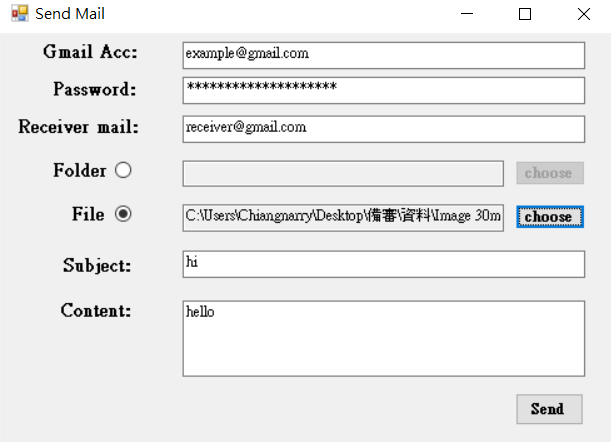 Send Mail
Gmail Acc: example@gmail.com
Password: ********************
Receiver mail: receiver@gmail.com
Folder choose
File C:\Users\Chiangnarry\Desktop\備審\資料\Image 30m choose
Subject: hi
Content: hello
Send